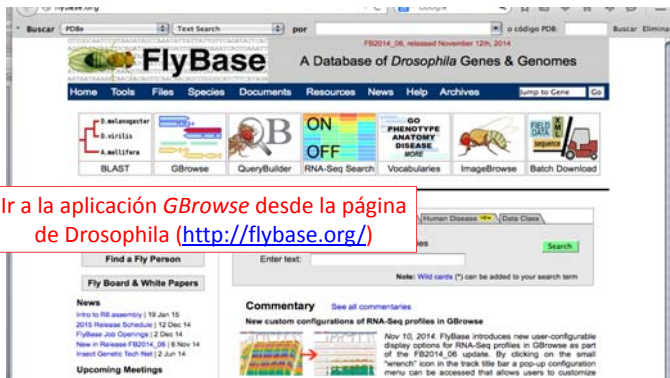 Buscar PDBe Text Search por o código PDB: Buscar Elimina
FB2014_06, released November 12th, 2014
FlyBase A Database of Drosophila Genes & Genomes
Home Tools Files Species Documents Resources News Help Archives Jump to Gene Go
D.melanogaster
D.virilis
A.mellifera
QB
ON
OFF
GO
PHENOTYPE
ANATOMY
DISEASE
MORE
FIELD DATA
XML
sequence
BLAST GBrowse QueryBuilder RNA-Seq Search Vocabularies ImageBrowse Batch Download
Ir a la aplicación GBrowse desde la página
de Drosophila (http://flybase.org/)
Human Disease Data Class
Search
Enter text:
Note: Wild cards (*) can be added to your search term
Find a Fly Person
Fly Board & White Papers
News
Intro to R6 assembly | 19 Jan 15
2015 Release Schedule | 12 Dec 14
FlyBase Job Openings | 2 Dec 14
New in Release FB2014_06 | 6 Nov 14
Insect Genetic Tech Net | 2 Jun 14
Upcoming Meetings
Commentary See all commentaries
New custom configurations of RNA-Seq profiles in GBrowse
Nov 10, 2014. FlyBase introduces new user-configurable
display options for RNA-Seq profiles in GBrowse as part
of the FB2014_06 update. By clicking on the small
"wrench" icon in the track title bar a pop-up configuration
menu can be accessed that allows users to customize